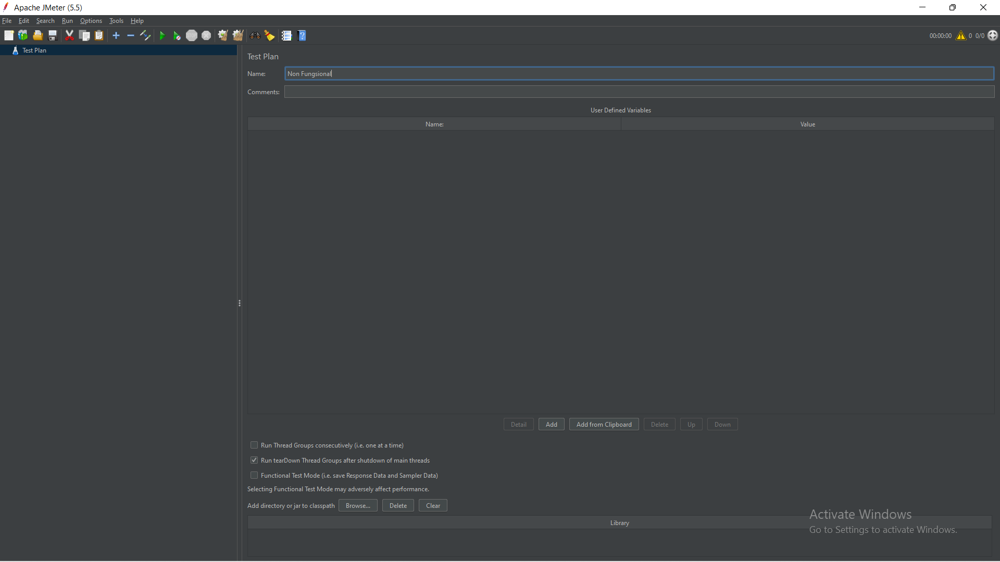 Apache JMeter (5.5)
File Edit Search Run Options Tools Help
00:00:00 0 0/0
Test Plan
Test Plan
Name: Non Fungsional
Comments:
User Defined Variables
Name: Value
Detail Add Add from Clipboard Delete Up Down
Run Thread Groups consecutively (i.e. one at a time)
Run tearDown Thread Groups after shutdown of main threads
Functional Test Mode (i.e. save Response Data and Sampler Data)
Selecting Functional Test Mode may adversely affect performance.
Add directory or jar to classpath Browse... Delete Clear
Library
Activate Windows
Go to Settings to activate Windows.